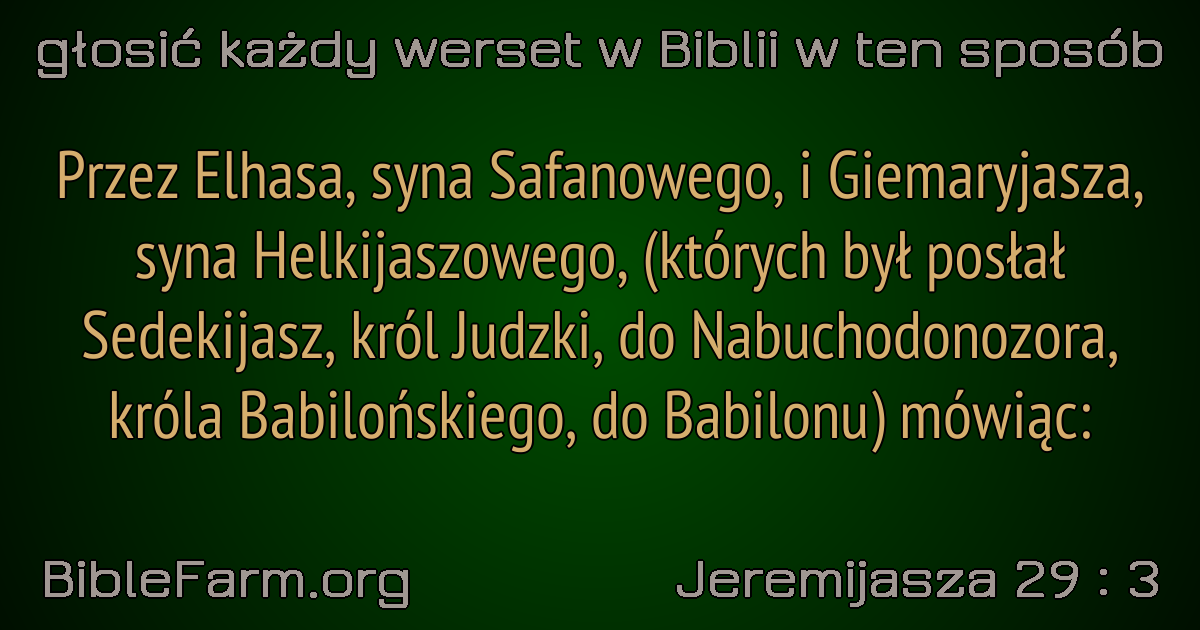 głosić każdy werset w Biblii w ten sposób
Przez Elhasa, syna Safanowego, i Giemaryjasza,
syna Helkijaszowego, (których był posłał
Sedekijasz, król Judzki, do Nabuchodonozora,
króla Babilońskiego, do Babilonu) mówiąc:
BibleFarm.org
Jeremijasza 29 : 3